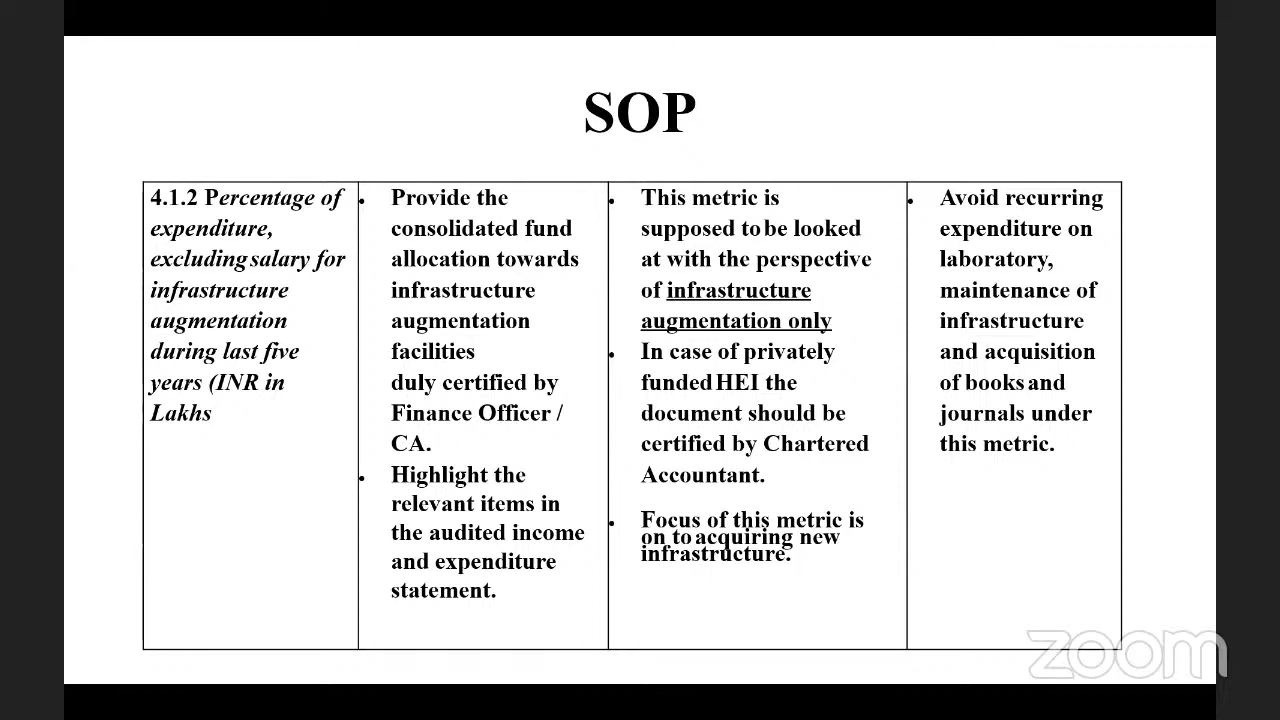 SOP
4.1.2 Percentage of
expenditure,
excluding salary for
infrastructure
augmentation
during last five
years (INR in
Lakhs
• Provide the
consolidated fund
allocation towards
infrastructure
augmentation
facilities
duly certified by
Finance Officer /
CA.
• Highlight the
relevant items in
the audited income
and expenditure
statement.
• This metric is
supposed to be looked
at with the perspective
of infrastructure
augmentation only
• In case of privately
funded HEI the
document should be
certified by Chartered
Accountant.
• Focus of this metric is
on to acquiring new
infrastructure.
• Avoid recurring
expenditure on
laboratory,
maintenance of
infrastructure
and acquisition
of books and
journals under
this metric.
zoom